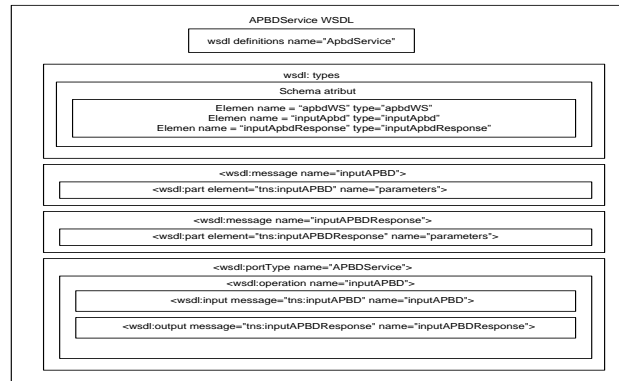 APBDService WSDL
wsdl definitions name="ApbdService"
wsdl: types
Schema atribut
Elemen name = "apbdWS" type="apbdWS"
Elemen name = "inputApbd" type="inputApbd"
Elemen name = "inputApbdResponse" type="inputApbdResponse"
<wsdl:message name="inputAPBD">
<wsdl:part element="tns:inputAPBD" name="parameters">
<wsdl:message name="inputAPBDResponse">
<wsdl:part element="tns:inputAPBDResponse" name="parameters">
<wsdl:portType name="APBDService">
<wsdl:operation name="inputAPBD">
<wsdl:input message="tns:inputAPBD" name="inputAPBD">
<wsdl:output message="tns:inputAPBDResponse" name="inputAPBDResponse">